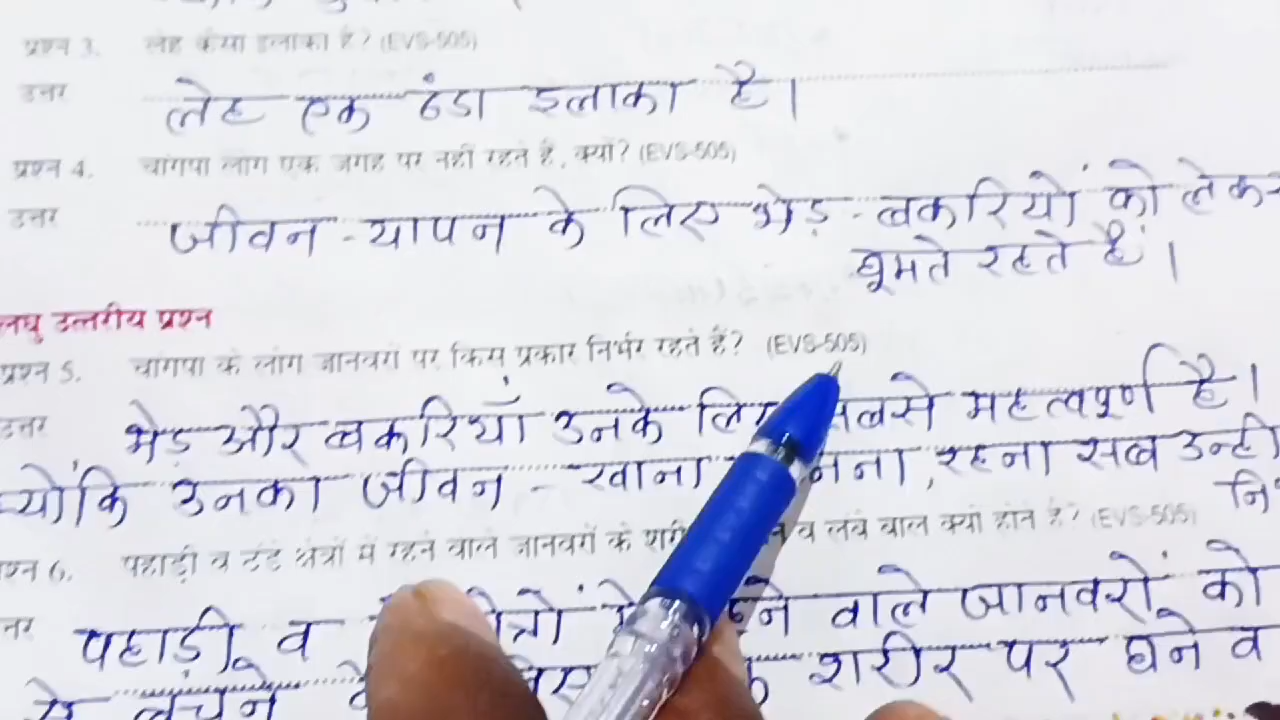 प्रश्न 3. लेह कैसा इलाका है? (EVS-505)
उत्तर लेह एक ठंडा इलाका है।
प्रश्न 4. चांगपा लोग एक जगह पर नहीं रहते हैं, क्यों? (EVS-505)
उत्तर जीवन-यापन के लिए भेड़-बकरियों को लेकर
घूमते रहते हैं।
लघु उत्तरीय प्रश्न
प्रश्न 5. चांगपा के लोग जानवरों पर किस प्रकार निर्भर रहते हैं? (EVS-505)
उत्तर भेड़ और बकरियाँ उनके लिए सबसे महत्वपूर्ण है।
क्योंकि उनका जीवन - खाना, रहना सब उन्ही
प्रश्न 6. पहाड़ी व ठंडे क्षेत्रों में रहने वाले जानवरों के व लंबे बाल क्यों होते हैं? (EVS-505)
उत्तर पहाड़ी व वाले जानवरों को
से बचने शरीर पर घने व